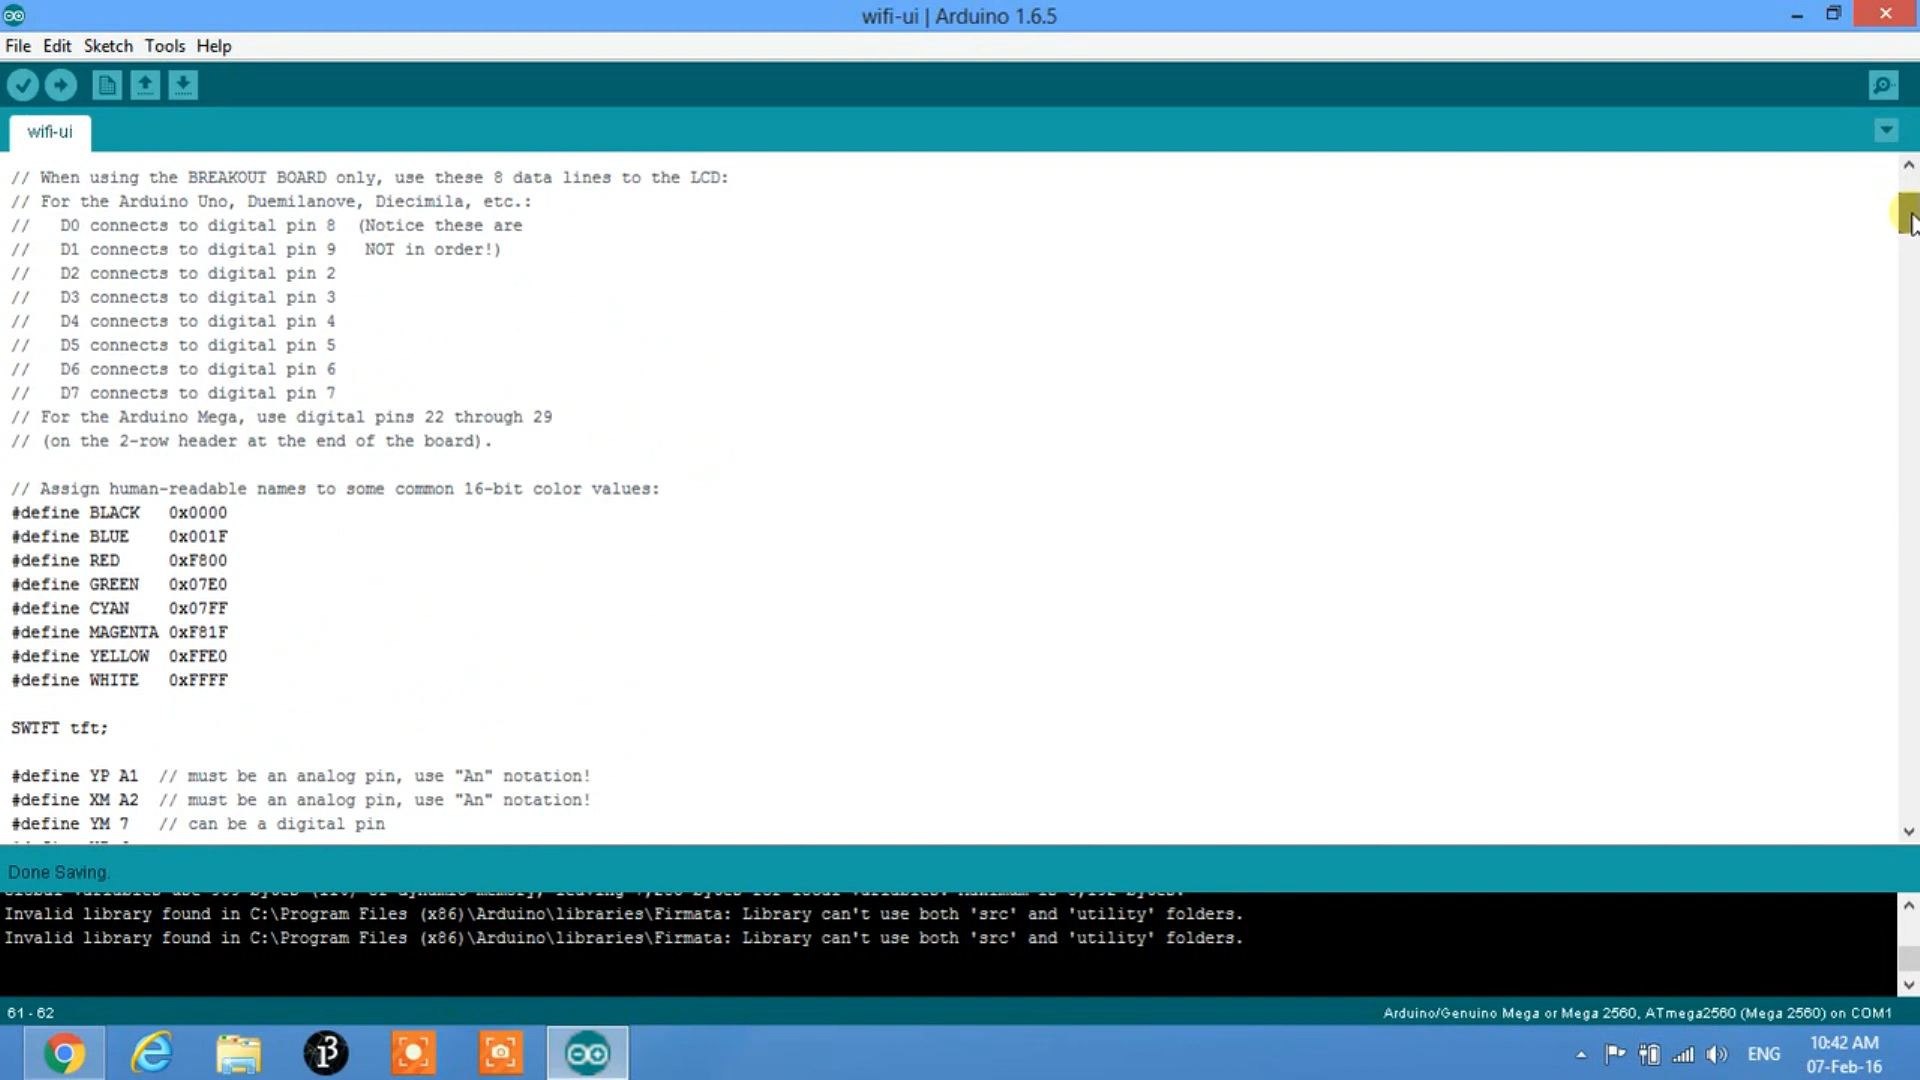 wifi-ui | Arduino 1.6.5
File Edit Sketch Tools Help
wifi-ui
// When using the BREAKOUT BOARD only, use these 8 data lines to the LCD:
// For the Arduino Uno, Duemilanove, Diecimila, etc.:
//   D0 connects to digital pin 8  (Notice these are
//   D1 connects to digital pin 9   NOT in order!)
//   D2 connects to digital pin 2
//   D3 connects to digital pin 3
//   D4 connects to digital pin 4
//   D5 connects to digital pin 5
//   D6 connects to digital pin 6
//   D7 connects to digital pin 7
// For the Arduino Mega, use digital pins 22 through 29
// (on the 2-row header at the end of the board).
// Assign human-readable names to some common 16-bit color values:
#define BLACK   0x0000
#define BLUE    0x001F
#define RED     0xF800
#define GREEN   0x07E0
#define CYAN    0x07FF
#define MAGENTA 0xF81F
#define YELLOW  0xFFE0
#define WHITE   0xFFFF
SWTFT tft;
#define YP A1  // must be an analog pin, use "An" notation!
#define XM A2  // must be an analog pin, use "An" notation!
#define YM 7   // can be a digital pin
Done Saving.
Invalid library found in C:\Program Files (x86)\Arduino\libraries\Firmata: Library can't use both 'src' and 'utility' folders.
Invalid library found in C:\Program Files (x86)\Arduino\libraries\Firmata: Library can't use both 'src' and 'utility' folders.
61 - 62
Arduino/Genuino Mega or Mega 2560, ATmega2560 (Mega 2560) on COM1
ENG
10:42 AM
07-Feb-16